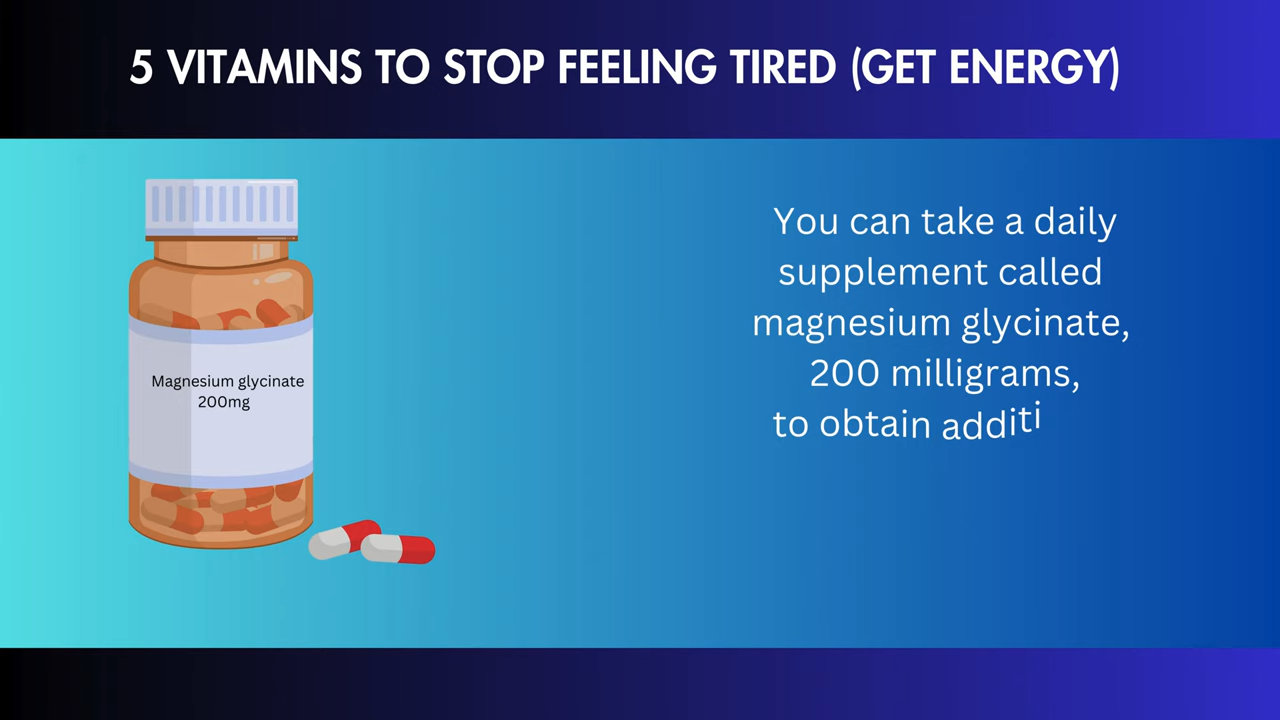 5 VITAMINS TO STOP FEELING TIRED (GET ENERGY)
Magnesium glycinate
200mg
You can take a daily
supplement called
magnesium glycinate,
200 milligrams,
to obtain additi